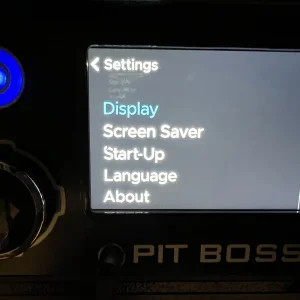 Settings
Display
Screen Saver
Start-Up
Language
About
PIT BOSS